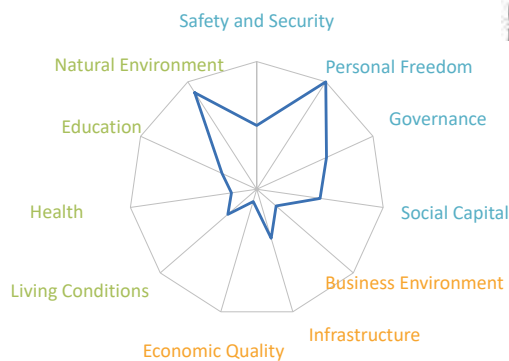 Safety and Security
Natural Environment
Personal Freedom
Education
Governance
Health
Social Capital
Living Conditions
Business Environment
Infrastructure
Economic Quality